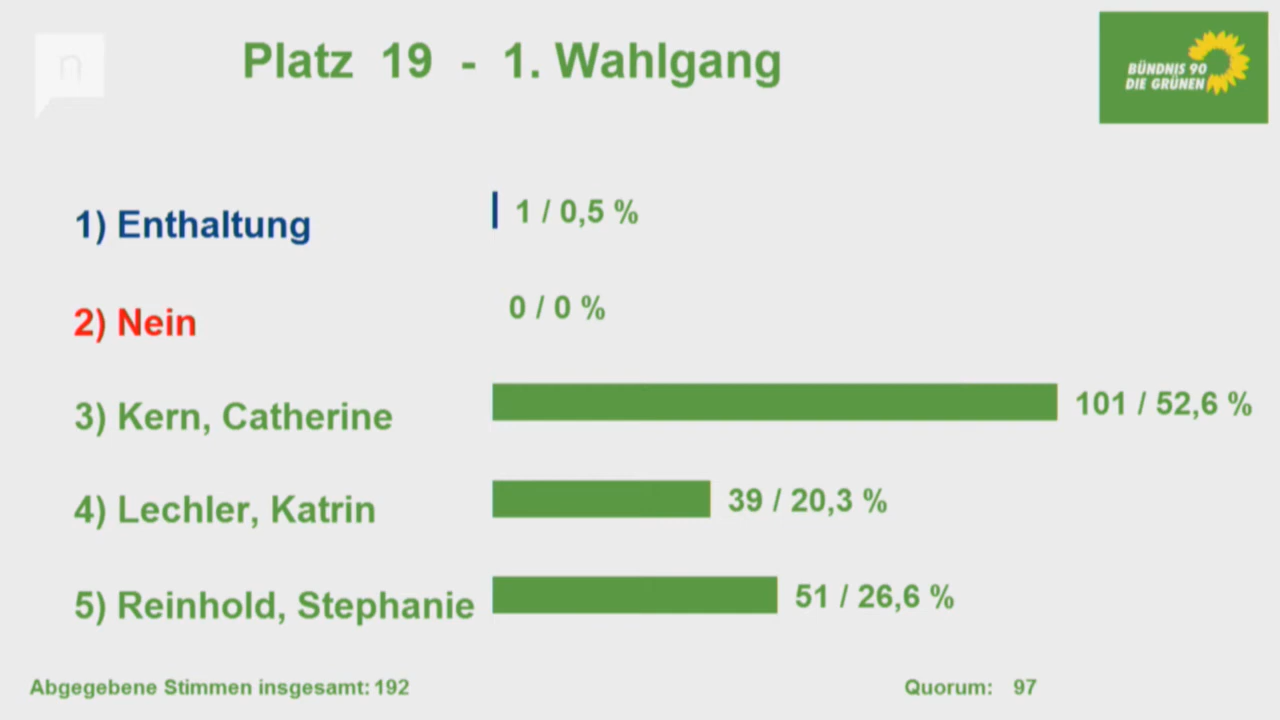 n
Platz 19 - 1. Wahlgang
BÜNDNIS 90
DIE GRÜNEN
1) Enthaltung 1 / 0,5 %
2) Nein 0 / 0 %
3) Kern, Catherine 101 / 52,6 %
4) Lechler, Katrin 39 / 20,3 %
5) Reinhold, Stephanie 51 / 26,6 %
Abgegebene Stimmen insgesamt: 192 Quorum: 97